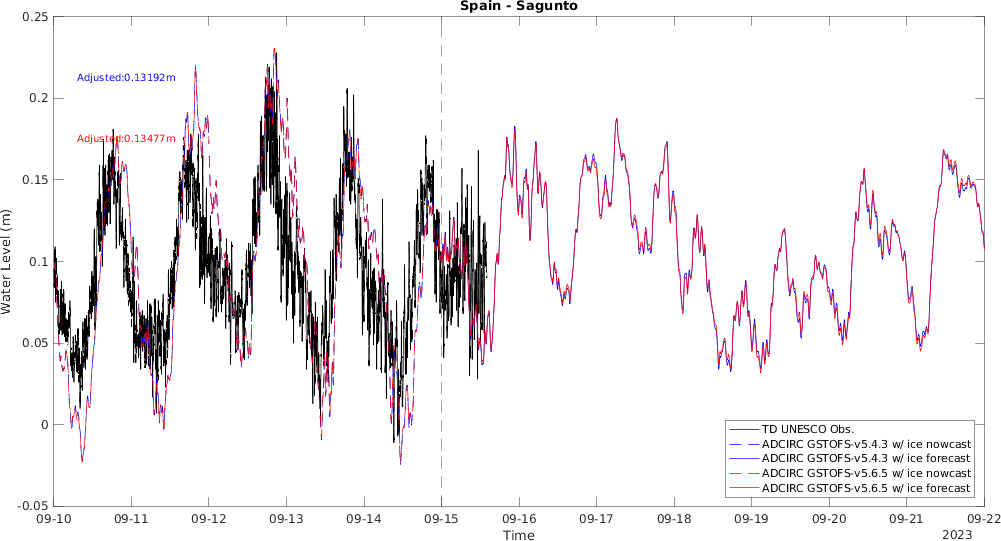 Spain - Sagunto
0.25
0.2
0.15
0.1
0.05
0
-0.05
Water Level (m)
Adjusted:0.13192m
Adjusted:0.13477m
TD UNESCO Obs.
ADCIRC GSTOFS-v5.4.3 w/ ice nowcast
ADCIRC GSTOFS-v5.4.3 w/ ice forecast
ADCIRC GSTOFS-v5.6.5 w/ ice nowcast
ADCIRC GSTOFS-v5.6.5 w/ ice forecast
09-10 09-11 09-12 09-13 09-14 09-15 09-16 09-17 09-18 09-19 09-20 09-21 09-22
Time
2023